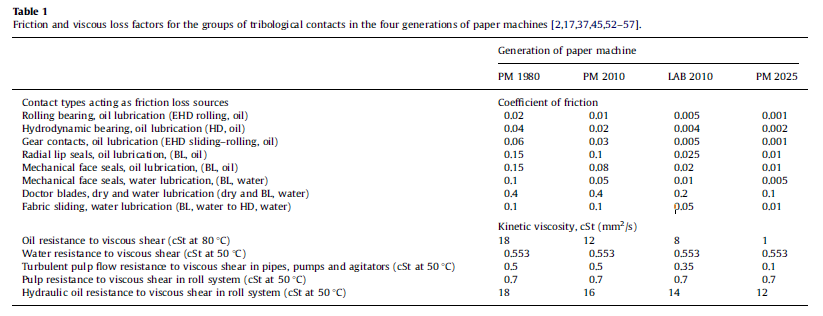 Table 1
Friction and viscous loss factors for the groups of tribological contacts in the four generations of paper machines [2,17,37,45,52–57].
Generation of paper machine
PM 1980 PM 2010 LAB 2010 PM 2025
Contact types acting as friction loss sources Coefficient of friction
Rolling bearing, oil lubrication (EHD rolling, oil) 0.02 0.01 0.005 0.001
Hydrodynamic bearing, oil lubrication (HD, oil) 0.04 0.02 0.004 0.002
Gear contacts, oil lubrication (EHD sliding–rolling, oil) 0.06 0.03 0.005 0.001
Radial lip seals, oil lubrication, (BL, oil) 0.15 0.1 0.025 0.01
Mechanical face seals, oil lubrication, (BL, oil) 0.15 0.08 0.02 0.01
Mechanical face seals, water lubrication, (BL, water) 0.1 0.05 0.01 0.005
Doctor blades, dry and water lubrication (dry and BL, water) 0.4 0.4 0.2 0.1
Fabric sliding, water lubrication (BL, water to HD, water) 0.1 0.1 0.05 0.01
Kinetic viscosity, cSt (mm²/s)
Oil resistance to viscous shear (cSt at 80 °C) 18 12 8 1
Water resistance to viscous shear (cSt at 50 °C) 0.553 0.553 0.553 0.553
Turbulent pulp flow resistance to viscous shear in pipes, pumps and agitators (cSt at 50 °C) 0.5 0.5 0.35 0.1
Pulp resistance to viscous shear in roll system (cSt at 50 °C) 0.7 0.7 0.7 0.7
Hydraulic oil resistance to viscous shear in roll system (cSt at 50 °C) 18 16 14 12